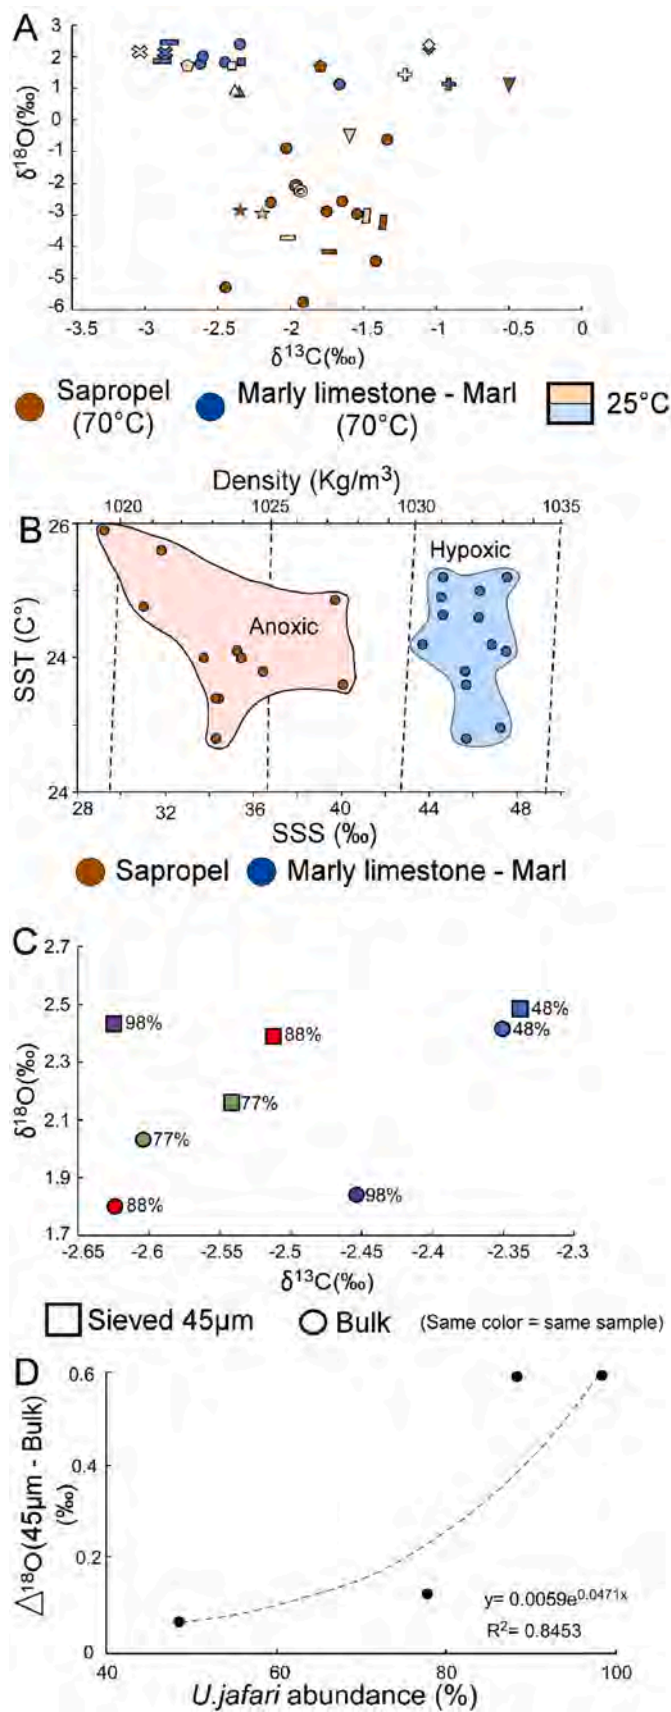 A
δ¹⁸O(‰)
3
2
1
0
-1
-2
-3
-4
-5
-6
-3.5 -3 -2.5 -2 -1.5 -1 -0.5 0
δ¹³C(‰)
Sapropel
(70°C)
Marly limestone - Marl
(70°C)
25°C
Density (Kg/m³)
1020 1025 1030 1035
B
26
24
24
SST (C°)
Anoxic
Hypoxic
28 32 36 40 44 48
SSS (‰)
Sapropel Marly limestone - Marl
C
δ¹⁸O(‰)
2.7
2.5
2.3
2.1
1.9
1.7
98%
88%
48%
48%
77%
77%
88%
98%
-2.65 -2.6 -2.55 -2.5 -2.45 -2.4 -2.35 -2.3
δ¹³C(‰)
Sieved 45µm Bulk (Same color = same sample)
D
△¹⁸O(45µm - Bulk)
(‰)
0.6
0.4
0.2
0
y= 0.0059e^0.0471x
R²= 0.8453
40 60 80 100
U.jafari abundance (%)